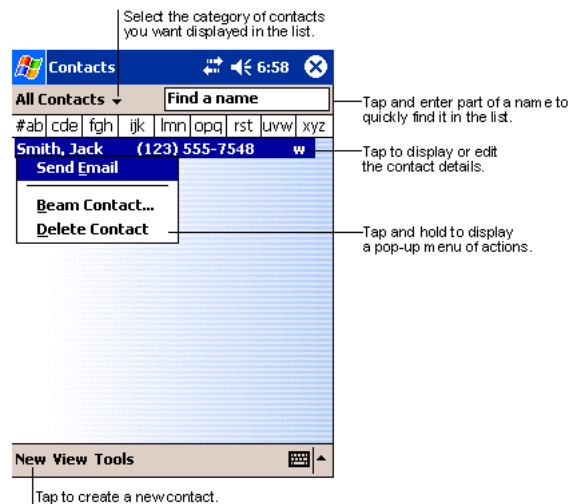 Select the category of contacts
you want displayed in the list.
Contacts 6:58
All Contacts Find a name
Tap and enter part of a name to
quickly find it in the list.
#ab cde fgh ijk lmn opq rst uvw xyz
Smith, Jack (123) 555-7548 w
Tap to display or edit
the contact details.
Send Email
Beam Contact...
Delete Contact
Tap and hold to display
a pop-up menu of actions.
New View Tools
Tap to create a new contact.